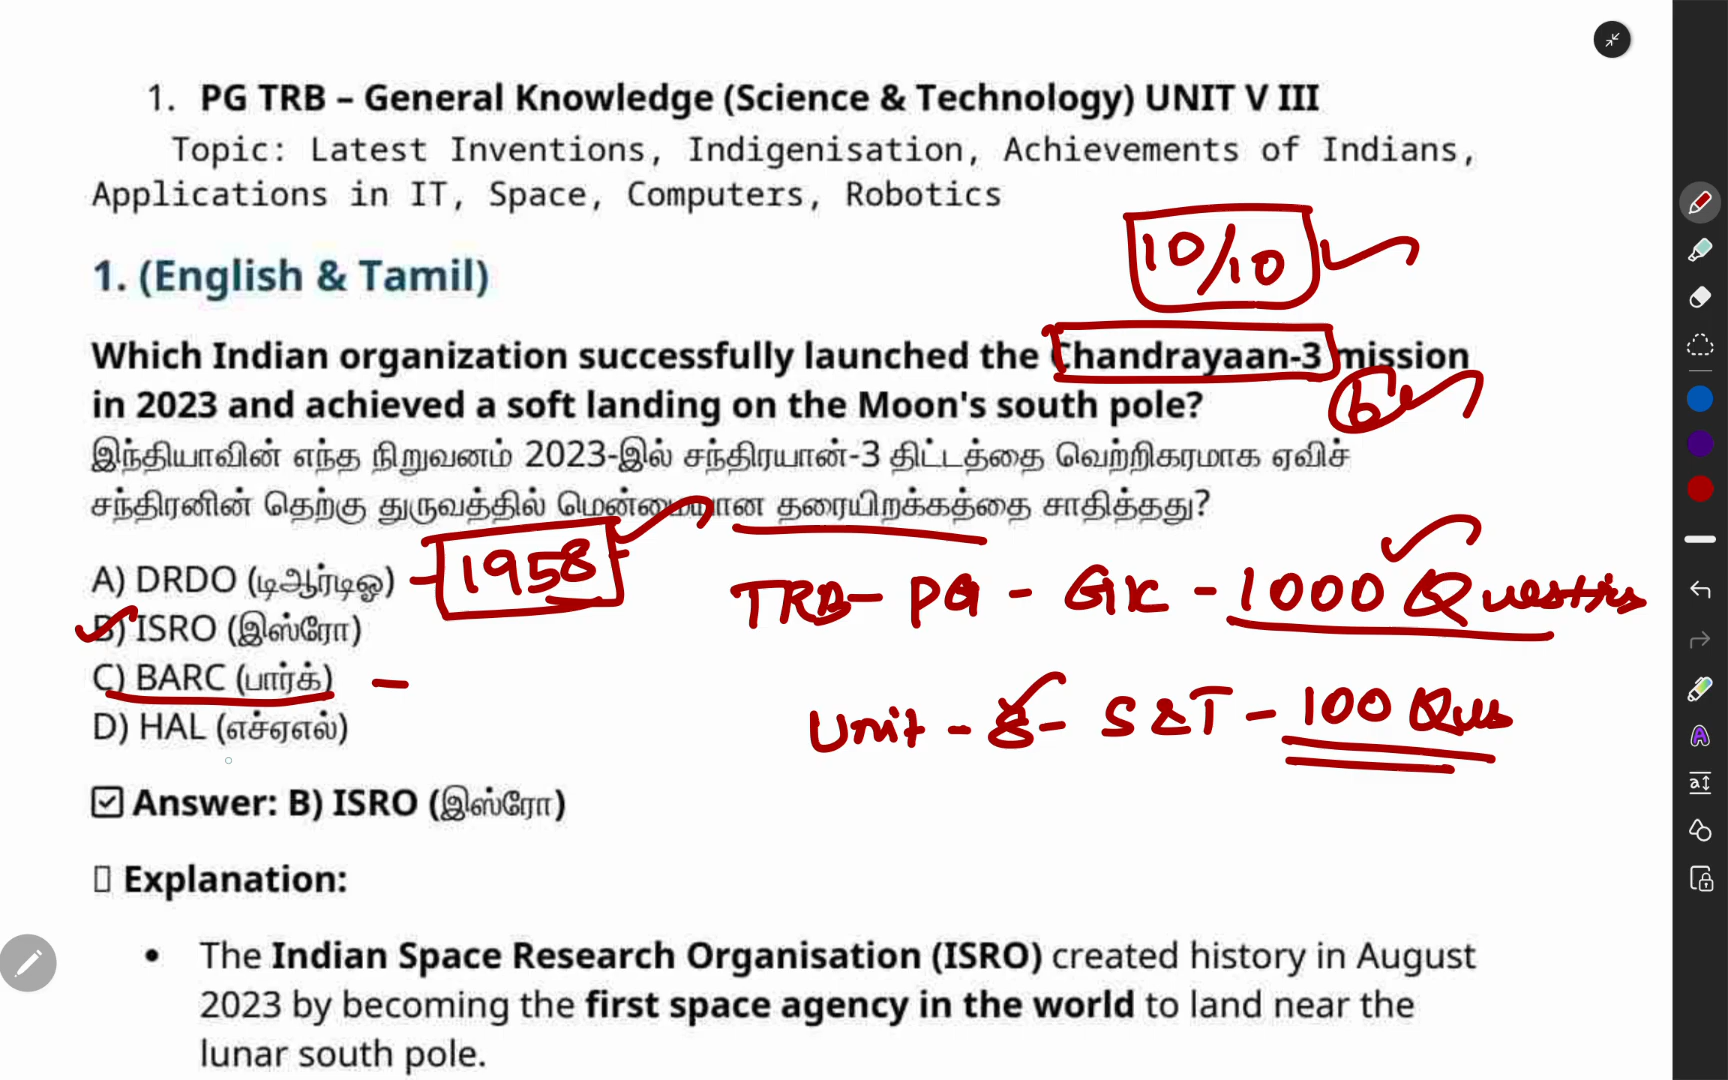 1. PG TRB – General Knowledge (Science & Technology) UNIT V III
Topic: Latest Inventions, Indigenisation, Achievements of Indians,
Applications in IT, Space, Computers, Robotics
10/10
1. (English & Tamil)
Which Indian organization successfully launched the Chandrayaan-3 mission
in 2023 and achieved a soft landing on the Moon's south pole?
இந்தியாவின் எந்த நிறுவனம் 2023-இல் சந்திரயான்-3 திட்டத்தை வெற்றிகரமாக ஏவிச்
சந்திரனின் தெற்கு துருவத்தில் மென்மையான தரையிறக்கத்தை சாதித்தது?
A) DRDO (டிஆர்டிஓ) - 1958
TRB - PG - GK - 1000 Questions
B) ISRO (இஸ்ரோ)
C) BARC (பார்க்) -
Unit - 8 - S&T - 100 Ques
D) HAL (எச்ஏஎல்)
Answer: B) ISRO (இஸ்ரோ)
Explanation:
• The Indian Space Research Organisation (ISRO) created history in August
2023 by becoming the first space agency in the world to land near the
lunar south pole.